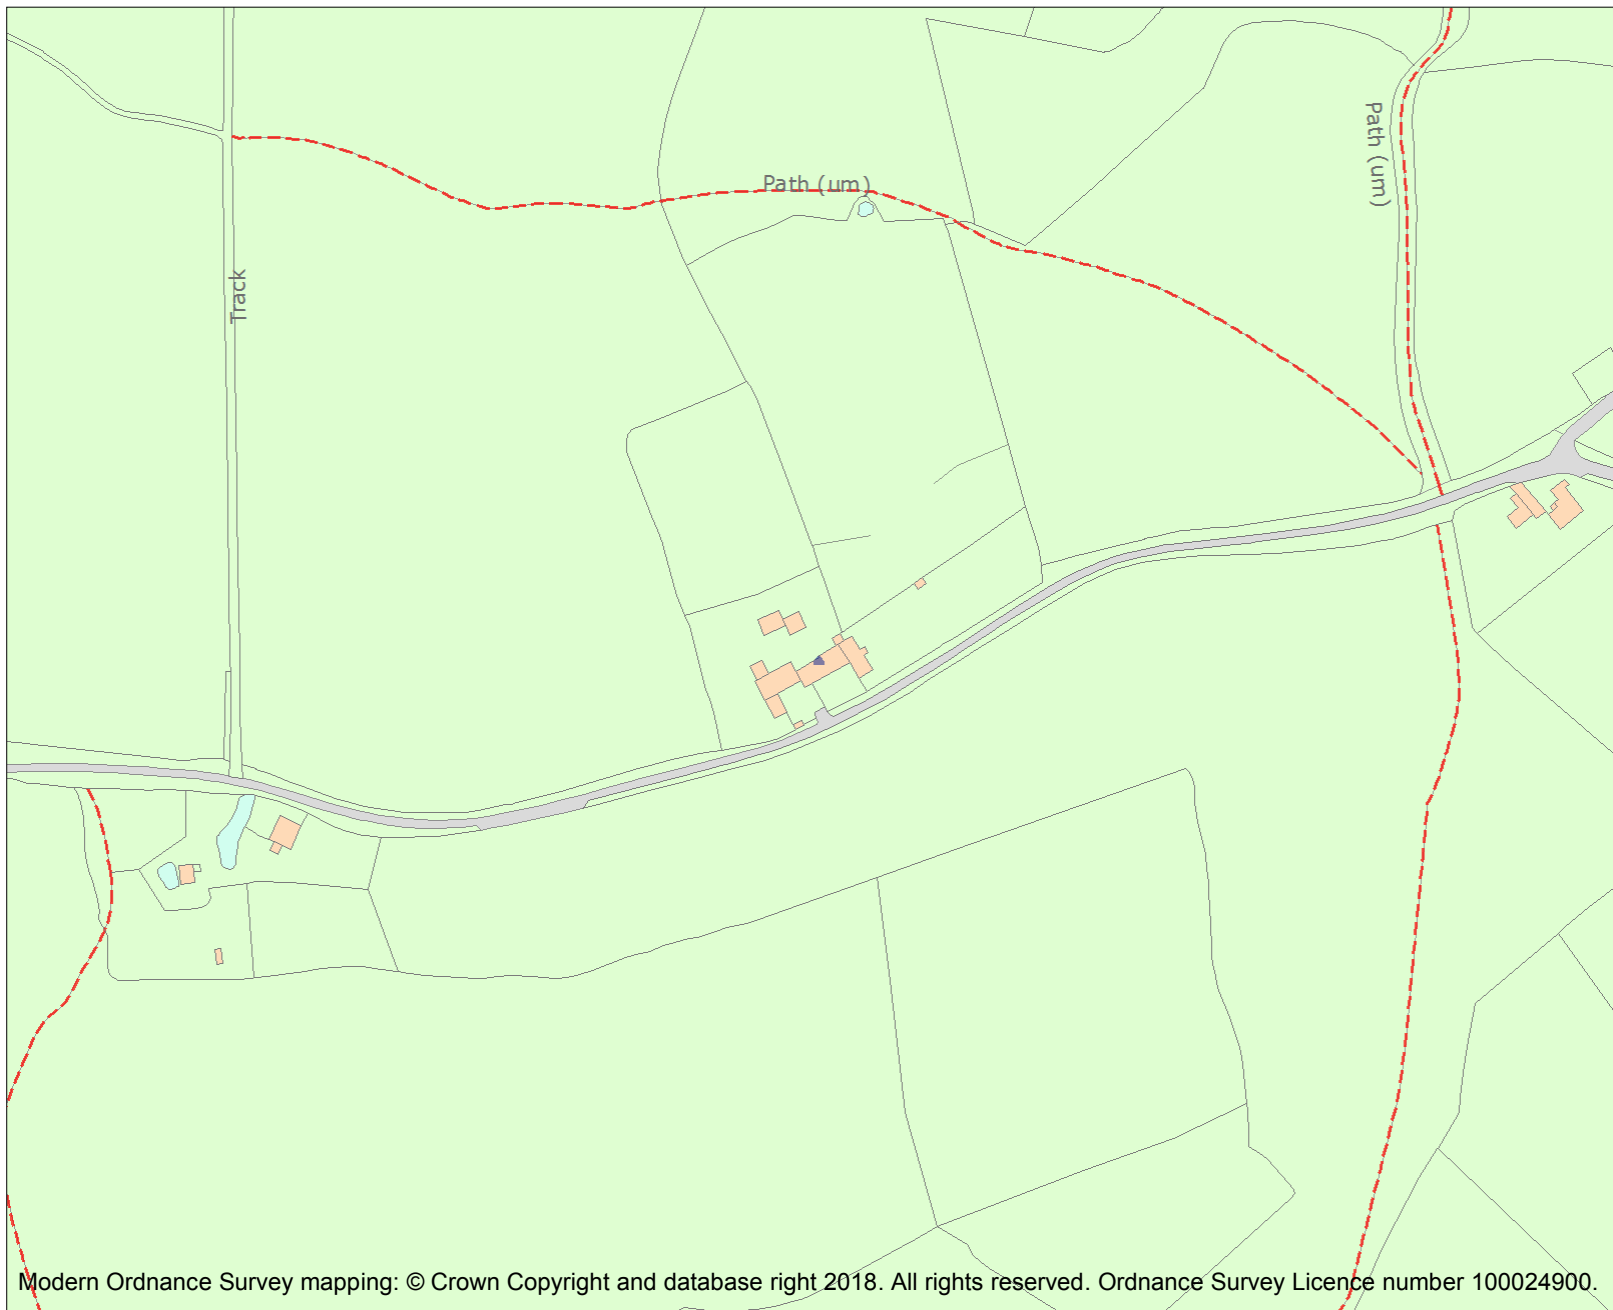 Path (um)
Path (um)
Track
Modern Ordnance Survey mapping: © Crown Copyright and database right 2018. All rights reserved. Ordnance Survey Licence number 100024900.